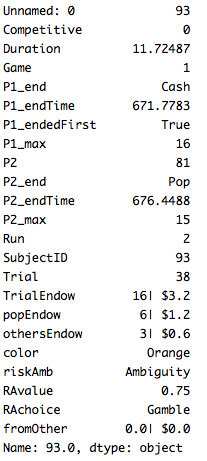 Unnamed: 0 93
Competitive 0
Duration 11.72487
Game 1
P1_end Cash
P1_endTime 671.7783
P1_endedFirst True
P1_max 16
P2 81
P2_end Pop
P2_endTime 676.4488
P2_max 15
Run 2
SubjectID 93
Trial 38
TrialEndow 16| $3.2
popEndow 6| $1.2
othersEndow 3| $0.6
color Orange
riskAmb Ambiguity
RAvalue 0.75
RAchoice Gamble
fromOther 0.0| $0.0
Name: 93.0, dtype: object